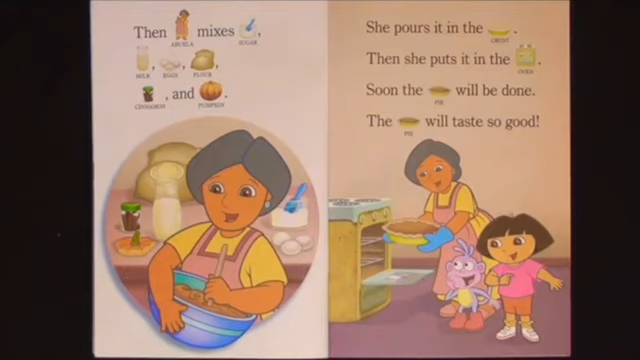 Then mixes ,
ABUELA SUGAR
, , ,
MILK EGGS FLOUR
, and .
CINNAMON PUMPKIN
She pours it in the .
CRUST
Then she puts it in the .
OVEN
Soon the will be done.
PIE
The will taste so good!
PIE